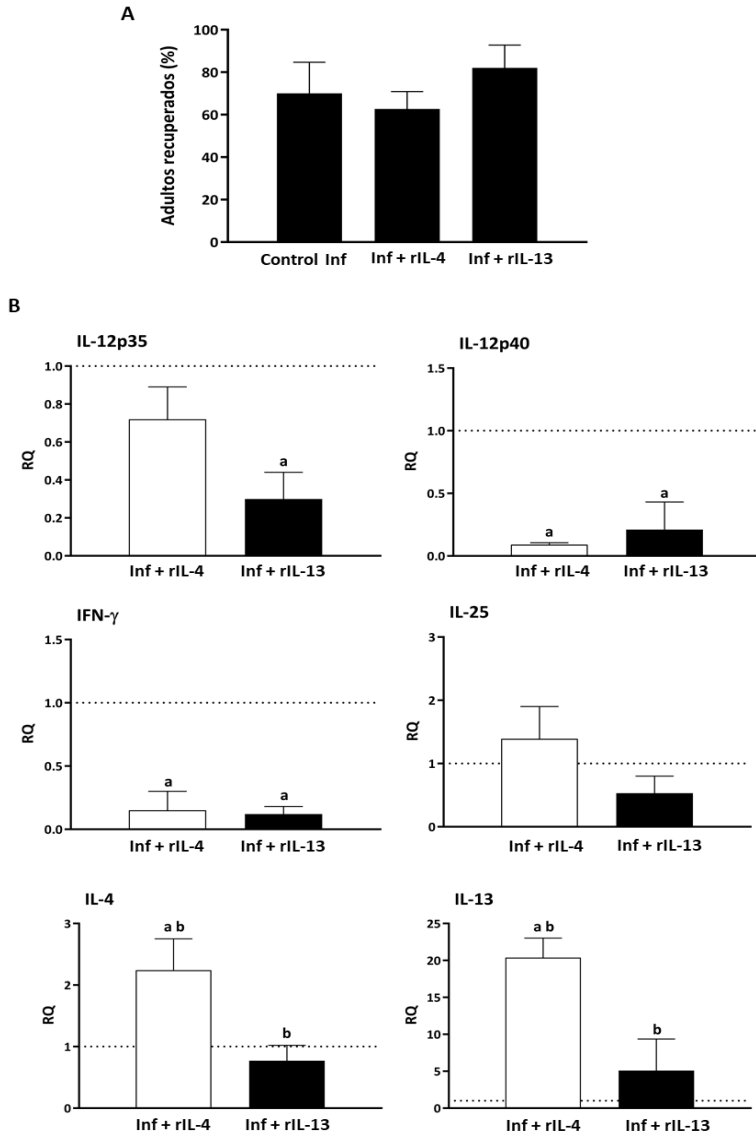 A
Adultos recuperados (%)
100
80
60
40
20
0
Control Inf
Inf + rIL-4
Inf + rIL-13
B
IL-12p35
RQ
1.0
0.8
0.6
0.4
0.2
0.0
a
Inf + rIL-4
Inf + rIL-13
IL-12p40
RQ
1.5
1.0
0.5
0.0
a
a
Inf + rIL-4
Inf + rIL-13
IFN-γ
RQ
1.5
1.0
0.5
0.0
a
a
Inf + rIL-4
Inf + rIL-13
IL-25
RQ
3
2
1
0
Inf + rIL-4
Inf + rIL-13
IL-4
RQ
3
2
1
0
a b
b
Inf + rIL-4
Inf + rIL-13
IL-13
RQ
25
20
15
10
5
0
a b
b
Inf + rIL-4
Inf + rIL-13